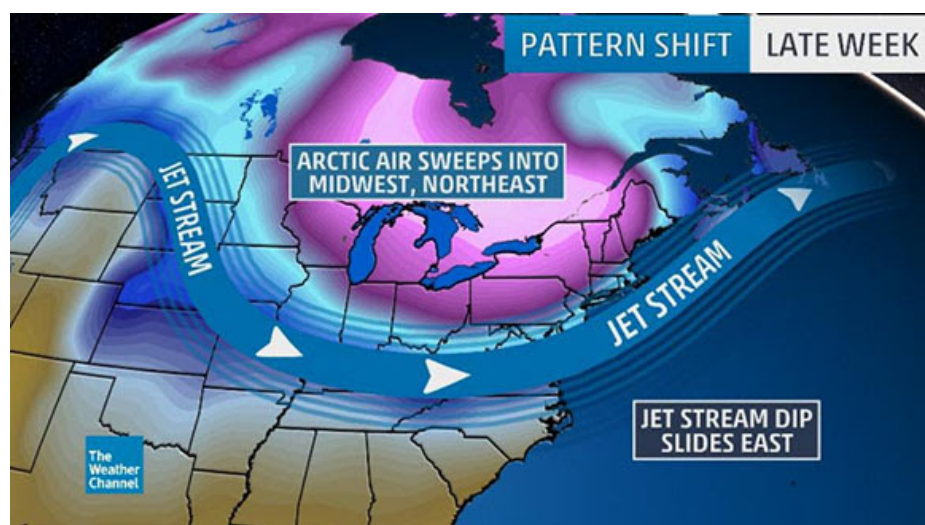 PATTERN SHIFT LATE WEEK
ARCTIC AIR SWEEPS INTO
MIDWEST, NORTHEAST
JET STREAM
JET STREAM
JET STREAM DIP
SLIDES EAST
The
Weather
Channel